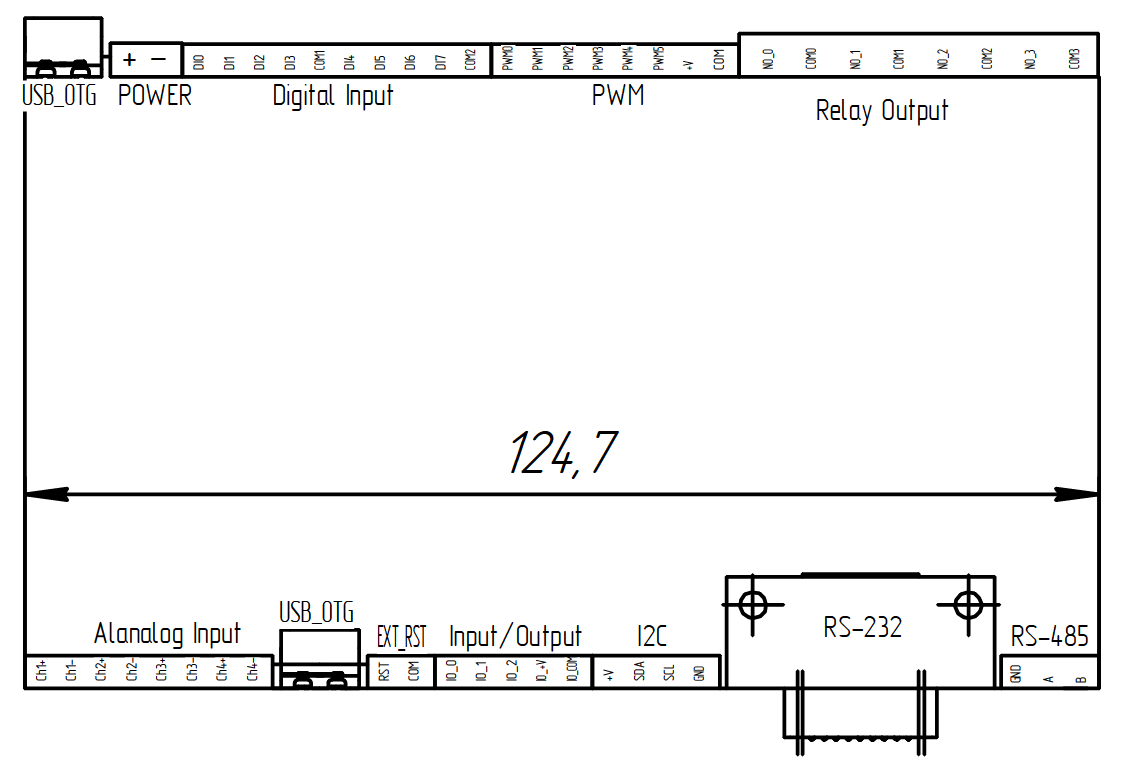 + − DI0 DI1 DI2 DI3 COM1 DI4 DI5 DI6 DI7 COM2 PWM0 PWM1 PWM2 PWM3 PWM4 PWM5 +V COM NO_0 COM0 NO_1 COM1 NO_2 COM2 NO_3 COM3
USB_OTG POWER Digital Input PWM Relay Output
124,7
Alanalog Input USB_OTG EXT_RST Input/Output I2C RS-232 RS-485
Ch1+ Ch1- Ch2+ Ch2- Ch3+ Ch3- Ch4+ Ch4- RST COM IO_0 IO_1 IO_2 IO_+V IO_COM +V SDA SCL GND GND A B